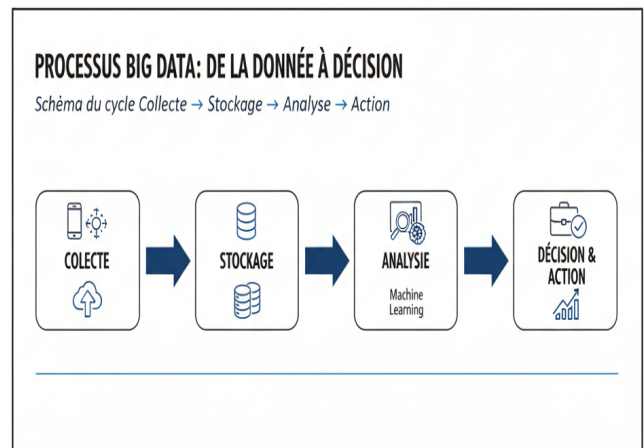 PROCESSUS BIG DATA: DE LA DONNÉE À DÉCISION
Schèma du cycle Collecte → Stockage → Analyse → Action
COLECTE
STOCKAGE
ANALYSIE
Machine
Learning
DÉCISION &
ACTION